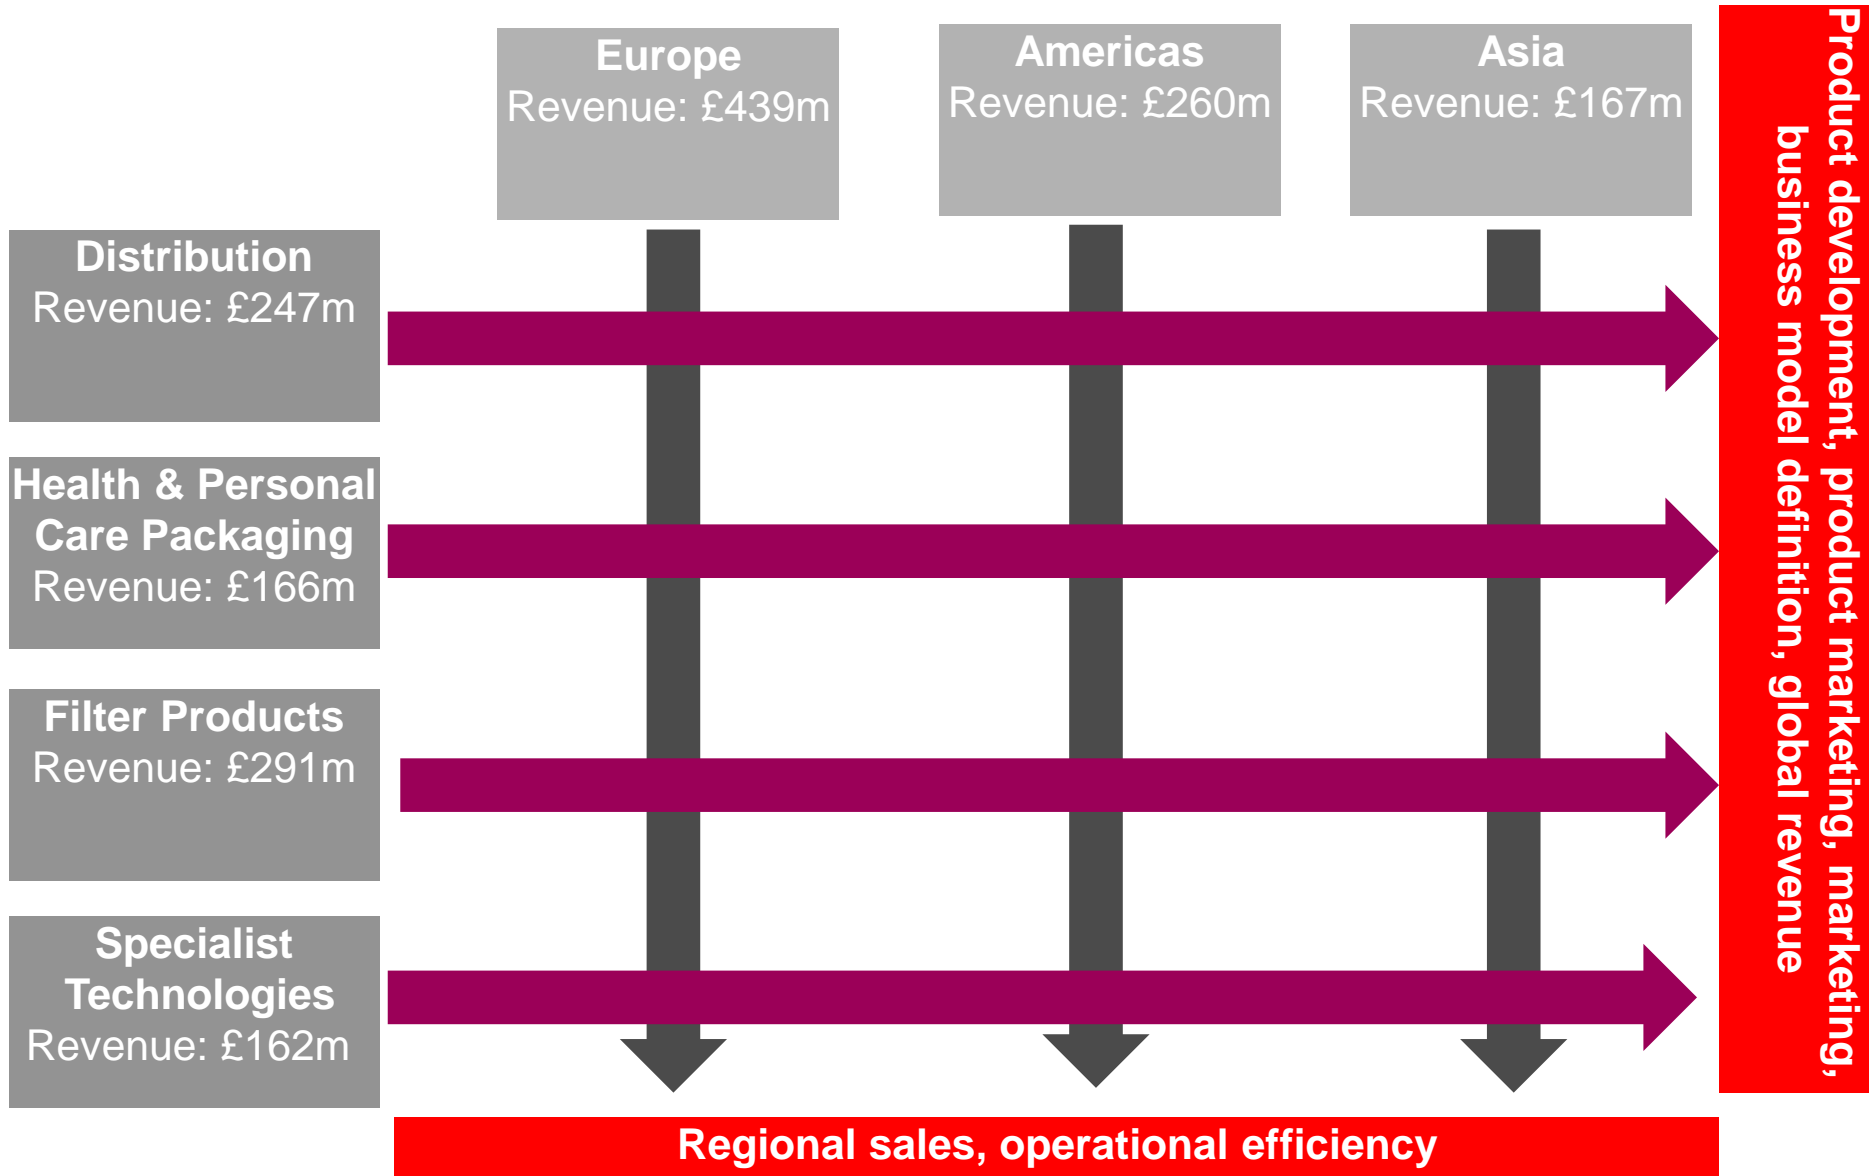 Europe
Revenue: £439m
Americas
Revenue: £260m
Asia
Revenue: £167m
Distribution
Revenue: £247m
Health & Personal
Care Packaging
Revenue: £166m
Filter Products
Revenue: £291m
Specialist
Technologies
Revenue: £162m
Product development, product marketing, marketing,
business model definition, global revenue
Regional sales, operational efficiency